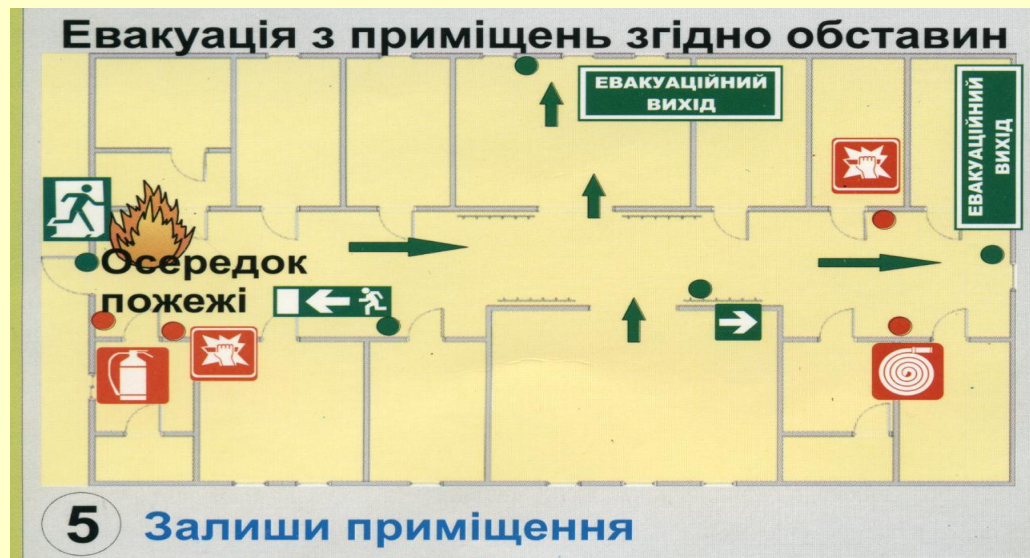 Евакуація з приміщень згідно обставин
ЕВАКУАЦІЙНИЙ
ВИХІД
ЕВАКУАЦІЙНИЙ
ВИХІД
Осередок
пожежі
5 Залиши приміщення